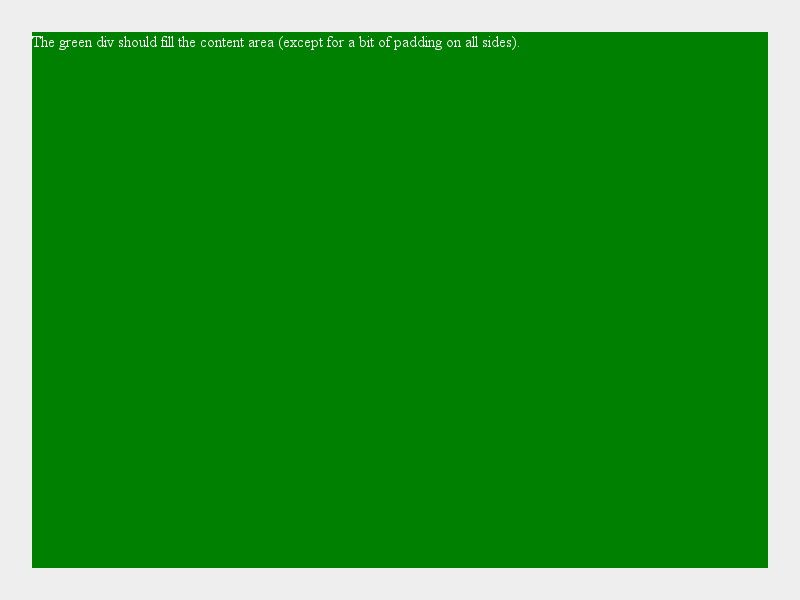 The green div should fill the content area (except for a bit of padding on all sides).